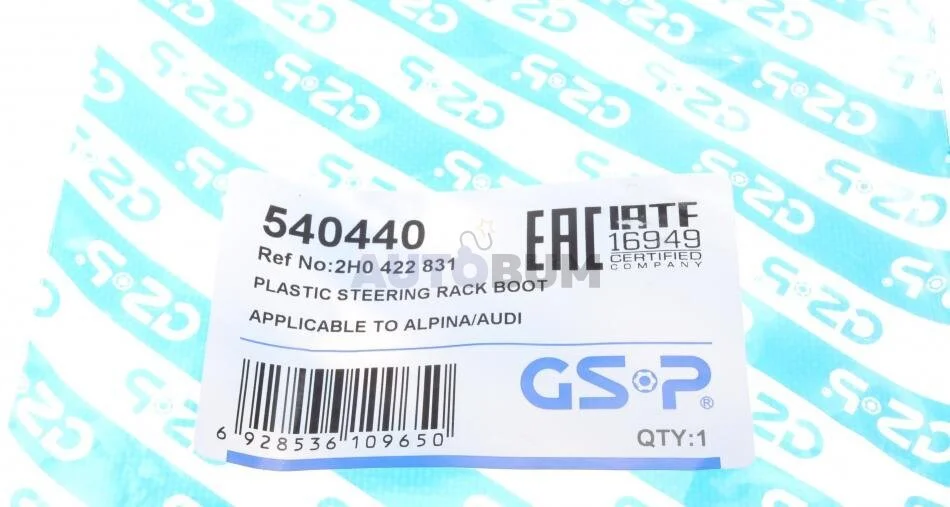 540440
Ref No:2H0 422 831
PLASTIC STEERING RACK BOOT
APPLICABLE TO ALPINA/AUDI
EAC
IATF
16949
CERTIFIED
COMPANY
AUTOBUM
6 928536 109650
GSP®
QTY:1